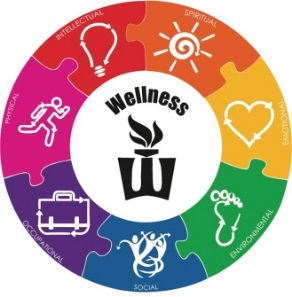 INTELLECTUAL
SPIRITUAL
EMOTIONAL
ENVIRONMENTAL
SOCIAL
OCCUPATIONAL
PHYSICAL
Wellness
W